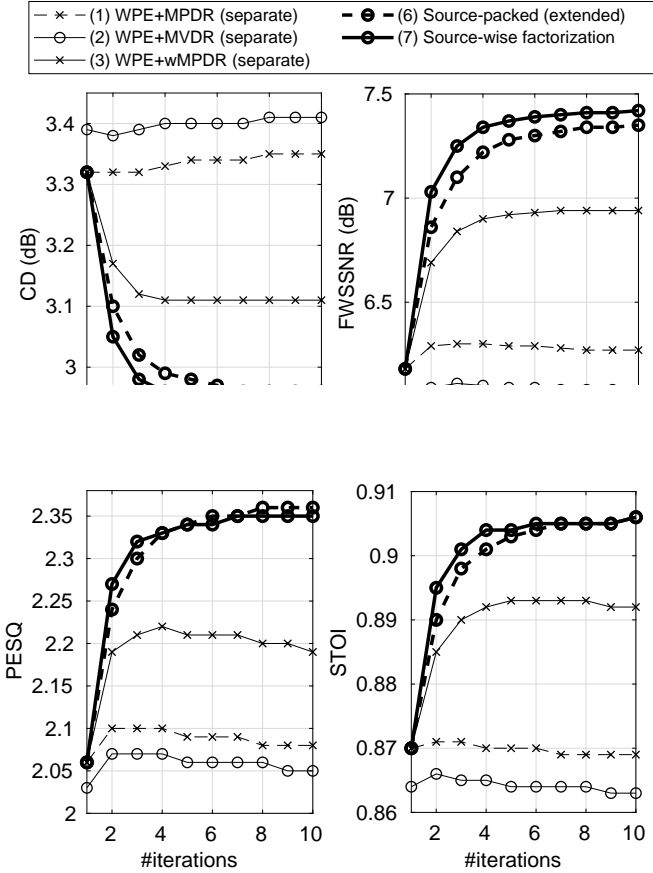 (1) WPE+MPDR (separate)
(2) WPE+MVDR (separate)
(3) WPE+wMPDR (separate)
(6) Source-packed (extended)
(7) Source-wise factorization
3.4
3.3
3.2
3.1
3
CD (dB)
7.5
7
6.5
FWSSNR (dB)
2.35
2.3
2.25
2.2
2.15
2.1
2.05
2
PESQ
2 4 6 8 10
#iterations
0.91
0.9
0.89
0.88
0.87
0.86
STOI
2 4 6 8 10
#iterations